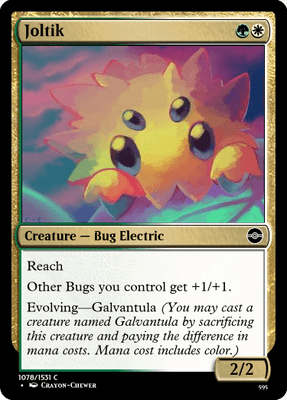 Joltik
Creature — Bug Electric
Reach
Other Bugs you control get +1/+1.
Evolving—Galvantula (You may cast a
creature named Galvantula by sacrificing
this creature and paying the difference in
mana costs. Mana cost includes color.)
2/2
1078/1531 C
• Crayon-Chewer
595